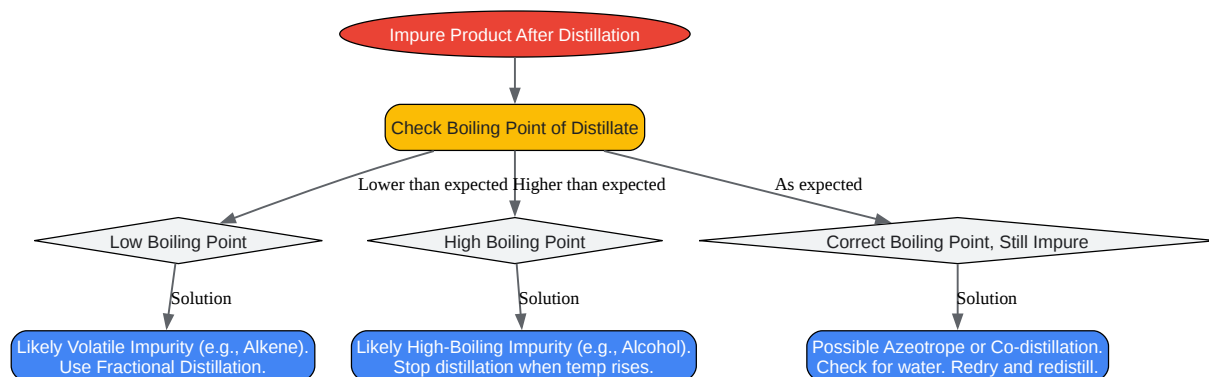 Impure Product After Distillation
Check Boiling Point of Distillate
Lower than expected
Higher than expected
As expected
Low Boiling Point
High Boiling Point
Correct Boiling Point, Still Impure
Solution
Solution
Solution
Likely Volatile Impurity (e.g., Alkene).
Use Fractional Distillation.
Likely High-Boiling Impurity (e.g., Alcohol).
Stop distillation when temp rises.
Possible Azeotrope or Co-distillation.
Check for water. Redry and redistill.